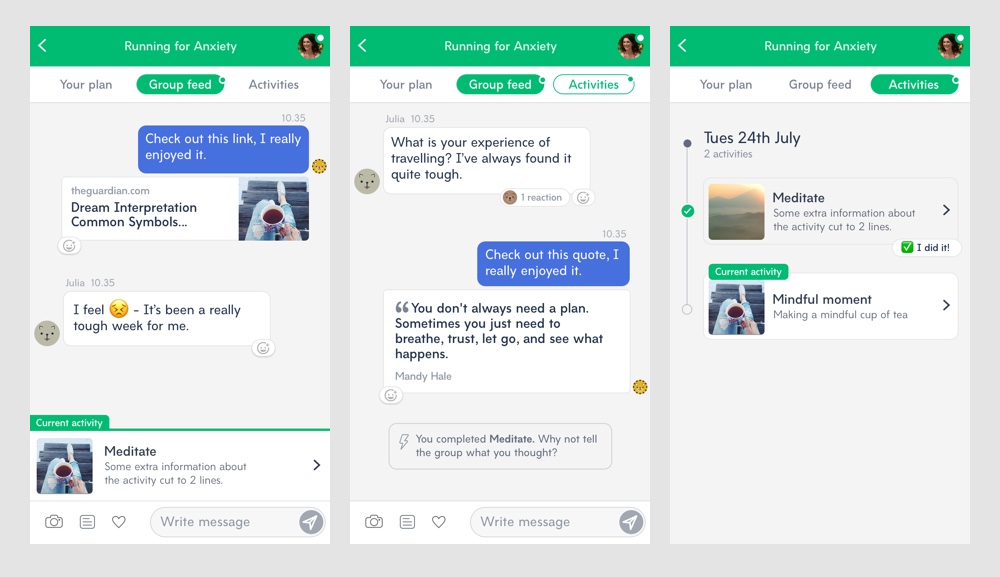 Running for Anxiety
Your plan
Group feed
Activities
10.35
Check out this link, I really
enjoyed it.
theguardian.com
Dream Interpretation
Common Symbols...
Julia 10.35
I feel 😣 - It's been a really
tough week for me.
Current activity
Meditate
Some extra information about
the activity cut to 2 lines.
Write message
Running for Anxiety
Your plan
Group feed
Activities
Julia 10.35
What is your experience of
travelling? I've always found it
quite tough.
1 reaction
10.35
Check out this quote, I
really enjoyed it.
❝You don't always need a plan.
Sometimes you just need to
breathe, trust, let go, and see what
happens.
Mandy Hale
You completed Meditate. Why not tell
the group what you thought?
Write message
Running for Anxiety
Your plan
Group feed
Activities
Tues 24th July
2 activities
Meditate
Some extra information about
the activity cut to 2 lines.
✅ I did it!
Current activity
Mindful moment
Making a mindful cup of tea